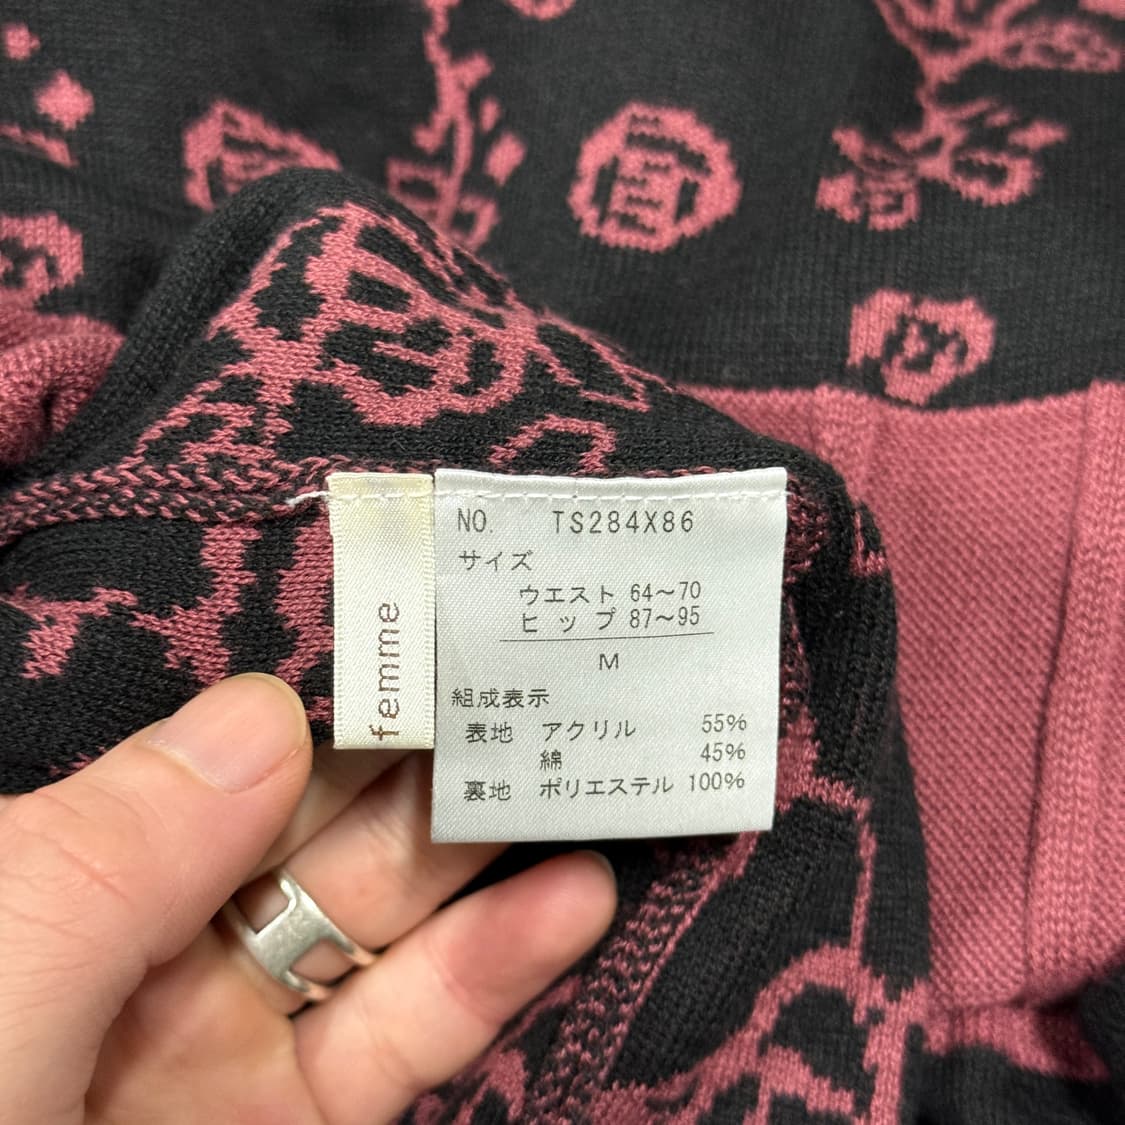 femme
NO. TS284X86
サイズ
ウエスト 64～70
ヒップ 87～95
M
組成表示
表地 アクリル 55%
綿 45%
裏地 ポリエステル 100%